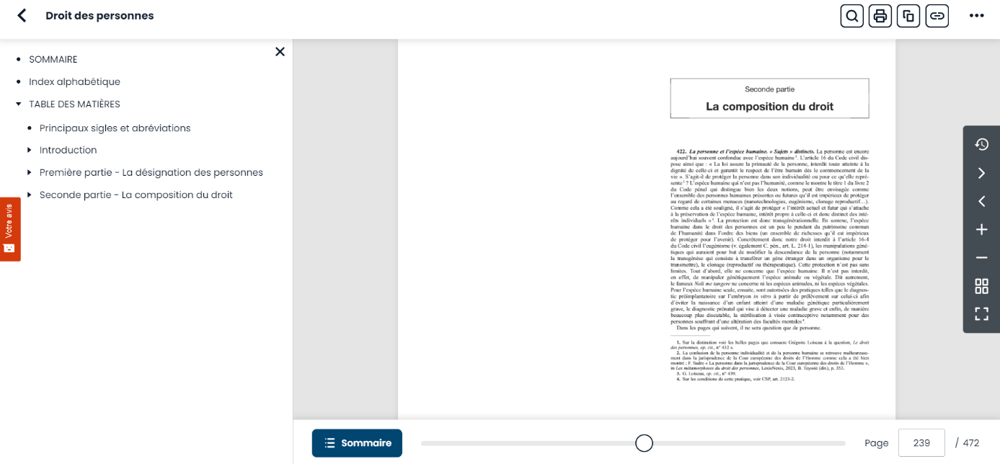 Droit des personnes
SOMMAIRE
Index alphabétique
TABLE DES MATIÈRES
Principaux sigles et abréviations
Introduction
Première partie - La désignation des personnes
Seconde partie - La composition du droit
Votre avis
Seconde partie
La composition du droit
422. La personne et l'espèce humaine. « Sujets » distincts. La personne est encore
aujourd'hui souvent confondue avec l'espèce humaine¹. L'article 16 du Code civil dis-
pose ainsi que : « La loi assure la primauté de la personne, interdit toute atteinte à la
dignité de celle-ci et garantit le respect de l'être humain dès le commencement de la
vie ». S'agit-il de protéger la personne dans son individualité ou pour ce qu'elle repré-
sente² ? L'espèce humaine qui n'est pas l'humanité, comme le montre le titre 1 du livre 2
du Code pénal qui distingue bien les deux notions, peut être envisagée comme
l'ensemble des personnes humaines présentes ou futures qu'il est impérieux de protéger
au regard de certaines menaces (nanotechnologies, eugénisme, clonage reproductif…).
Comme cela a été souligné, il s'agit de protéger « l'intérêt actuel et futur qui s'attache
à la préservation de l'espèce humaine, intérêt propre à celle-ci et donc distinct des inté-
rêts individuels »³. La protection est donc transgénérationnelle. En somme, l'espèce
humaine dans le droit des personnes est un peu le pendant du patrimoine commun
de l'humanité dans l'ordre des biens (un ensemble de richesses qu'il est impérieux
de protéger pour l'avenir). Concrètement donc notre droit interdit à l'article 16-4
du Code civil l'eugénisme (v. également C. pén., art. L. 214-1), les manipulations géné-
tiques qui auraient pour but de modifier la descendance de la personne (notamment
la transgénèse qui consiste à transférer un gène étranger dans un organisme pour le
transmettre), le clonage (reproductif ou thérapeutique). Cette protection n'est pas sans
limites. Tout d'abord, elle ne concerne que l'espèce humaine. Il n'est pas interdit,
en effet, de manipuler génétiquement l'espèce animale ou végétale. Dit autrement,
le fameux Noli me tangere ne concerne ni les espèces animales, ni les espèces végétales.
Pour l'espèce humaine seule, ensuite, sont autorisées des pratiques telles que le diagnos-
tic préimplantatoire sur l'embryon in vitro à partir de prélèvement sur celui-ci afin
d'éviter la naissance d'un enfant atteint d'une maladie génétique particulièrement
grave, le diagnostic prénatal qui vise à détecter une maladie grave et enfin, de manière
beaucoup plus discutable, la stérilisation à visée contraceptive notamment pour des
personnes souffrant d'une altération des facultés mentales⁴.
Dans les pages qui suivent, il ne sera question que de personne.
1. Sur la distinction voir les belles pages que consacre Grégoire Loiseau à la question, Le droit
des personnes, op. cit., n° 432 s.
2. La confusion de la personne individualité et de la personne humaine se retrouve malheureuse-
ment dans la jurisprudence de la Cour européenne des droits de l'Homme comme cela a été bien
montré ; F. Sudre « La personne dans la jurisprudence de la Cour européenne des droits de l'Homme »,
in Les métamorphoses du droit des personnes, LexisNexis, 2023, B. Teyssié (dir.), p. 353.
3. G. Loiseau, op. cit., n° 439.
4. Sur les conditions de cette pratique, voir CSP, art. 2123-2.
Sommaire
Page 239 / 472